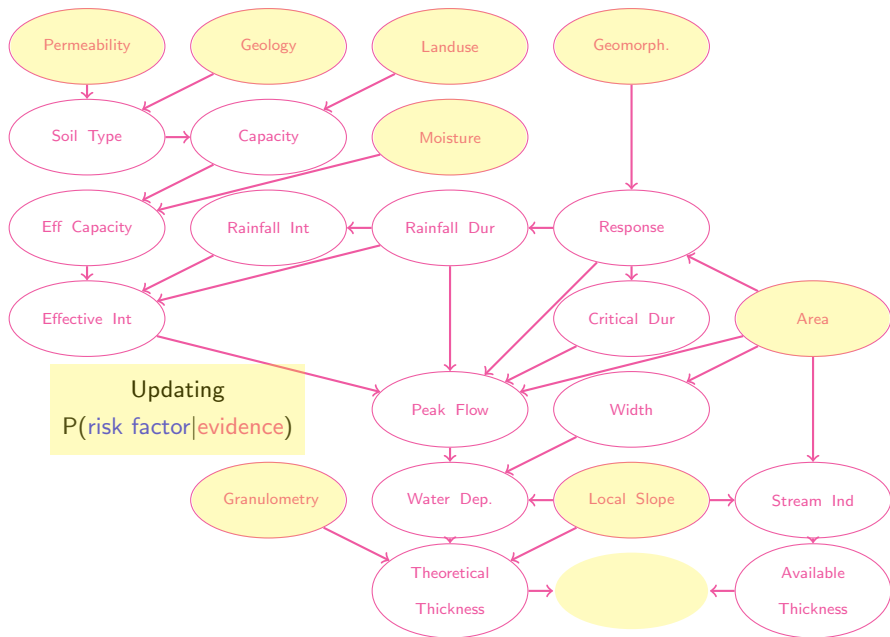 Permeability
Geology
Landuse
Geomorph.
Soil Type
Capacity
Moisture
Eff Capacity
Rainfall Int
Rainfall Dur
Response
Effective Int
Critical Dur
Area
Updating
P(risk factor|evidence)
Peak Flow
Width
Granulometry
Water Dep.
Local Slope
Stream Ind
Theoretical
Thickness
Available
Thickness